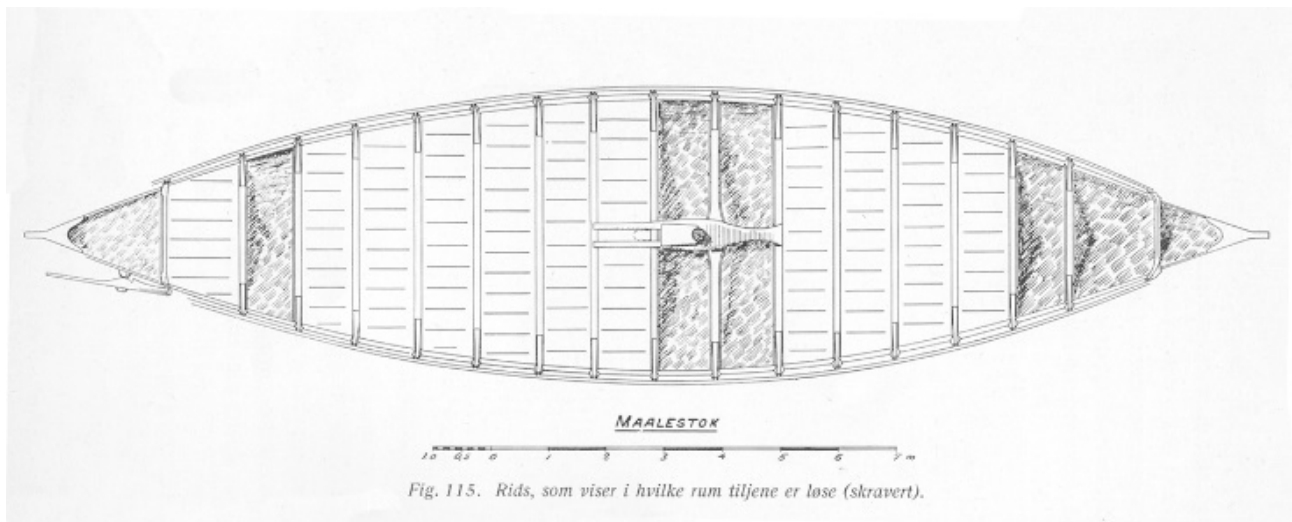 MAALESTOK
1.0 0,5 0 1 2 3 4 5 6 7 m
Fig. 115. Rids, som viser i hvilke rum tiljene er løse (skravert).